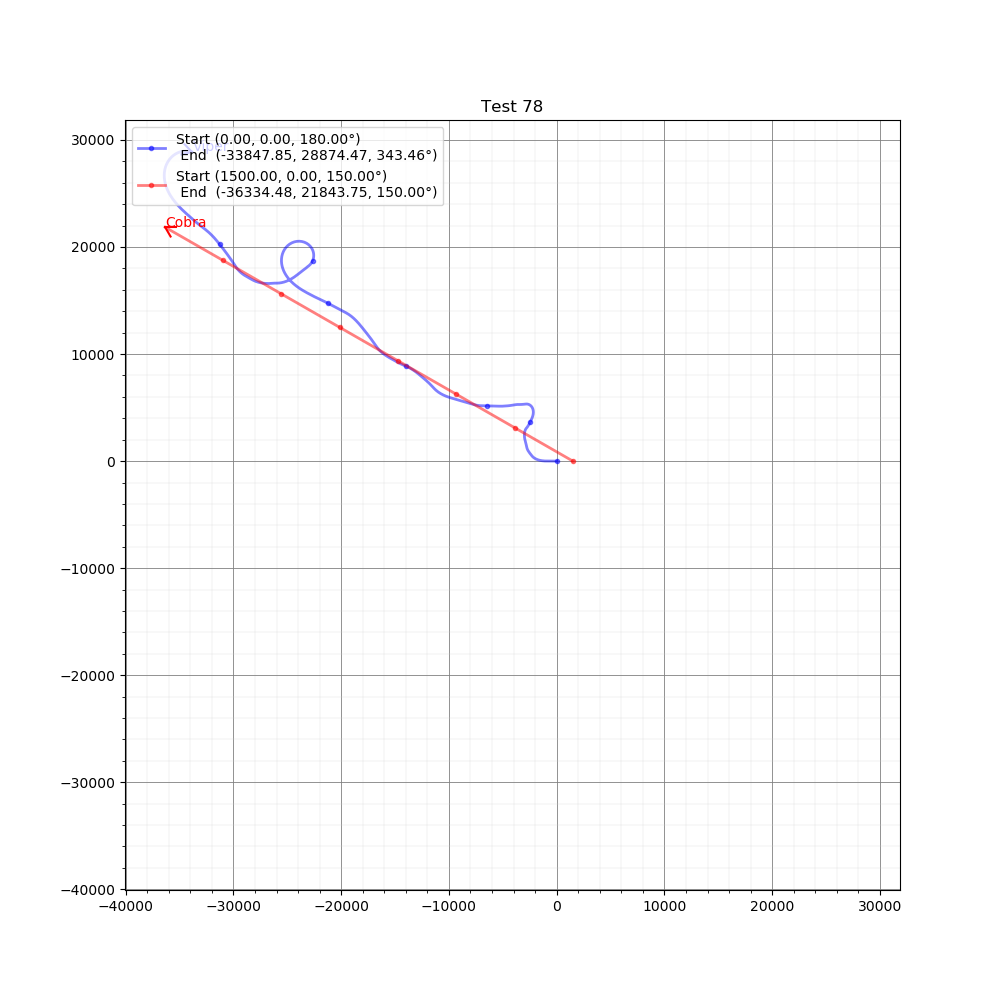 Test 78
Start (0.00, 0.00, 180.00°)
End (-33847.85, 28874.47, 343.46°)
Start (1500.00, 0.00, 150.00°)
End (-36334.48, 21843.75, 150.00°)
Viper
Cobra
30000
20000
10000
0
−10000
−20000
−30000
−40000
−40000 −30000 −20000 −10000 0 10000 20000 30000